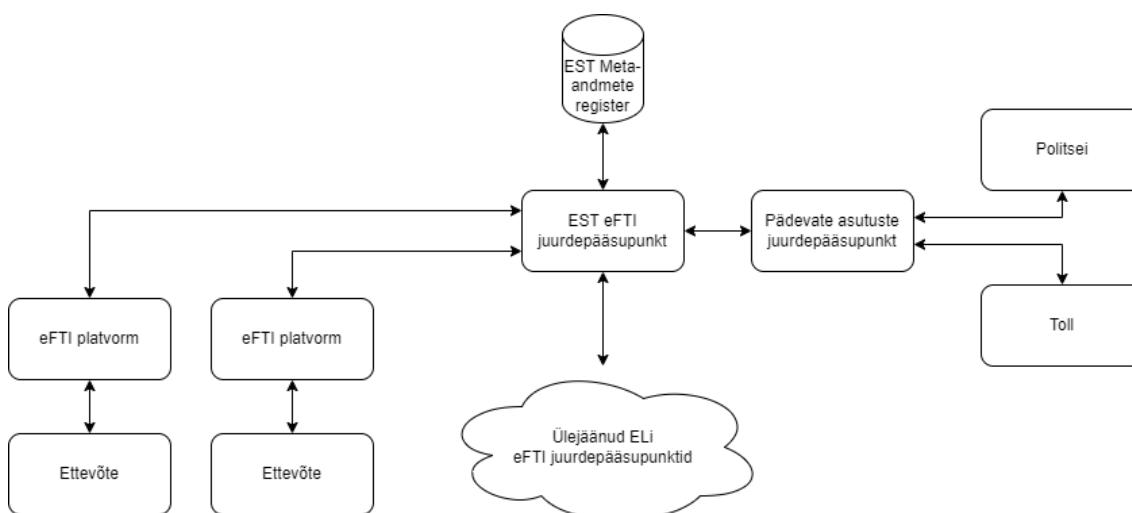 EST Meta-
andmete
register
Politsei
EST eFTI
juurdepääsupunkt
Pädevate asutuste
juurdepääsupunkt
eFTI platvorm
eFTI platvorm
Toll
Ettevõte
Ettevõte
Ülejäänud ELi
eFTI juurdepääsupunktid